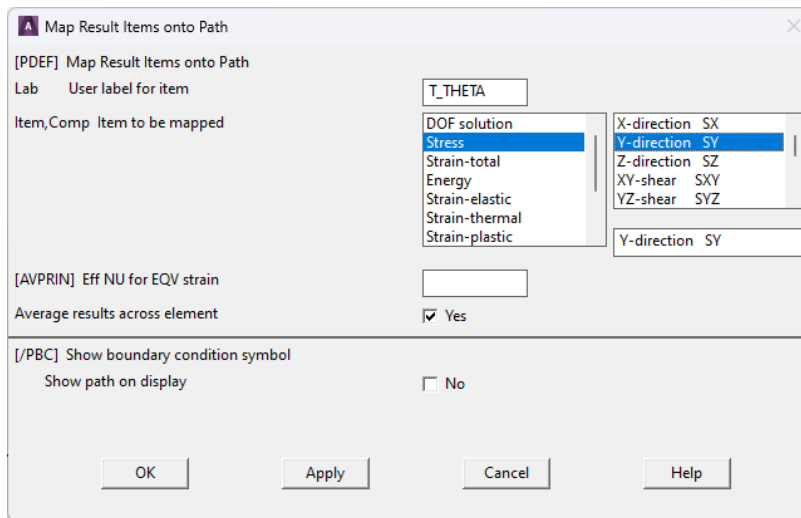 Map Result Items onto Path
[PDEF] Map Result Items onto Path
Lab User label for item
T_THETA
Item,Comp Item to be mapped
DOF solution
Stress
Strain-total
Energy
Strain-elastic
Strain-thermal
Strain-plastic
X-direction SX
Y-direction SY
Z-direction SZ
XY-shear SXY
YZ-shear SYZ
Y-direction SY
[AVPRIN] Eff NU for EQV strain
Average results across element
Yes
[/PBC] Show boundary condition symbol
Show path on display
No
OK Apply Cancel Help